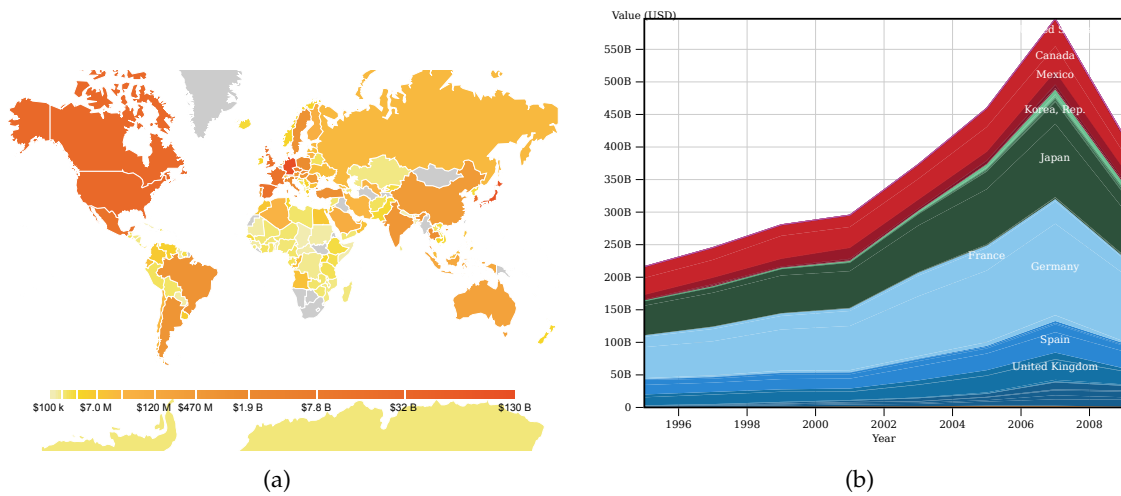 $100 k
$7.0 M
$120 M
$470 M
$1.9 B
$7.8 B
$32 B
$130 B
(a)
Value (USD)
550B
500B
450B
400B
350B
300B
250B
200B
150B
100B
50B
0
Canada
Mexico
Korea, Rep.
Japan
France
Germany
Spain
United Kingdom
1996
1998
2000
2002
2004
2006
2008
Year
(b)